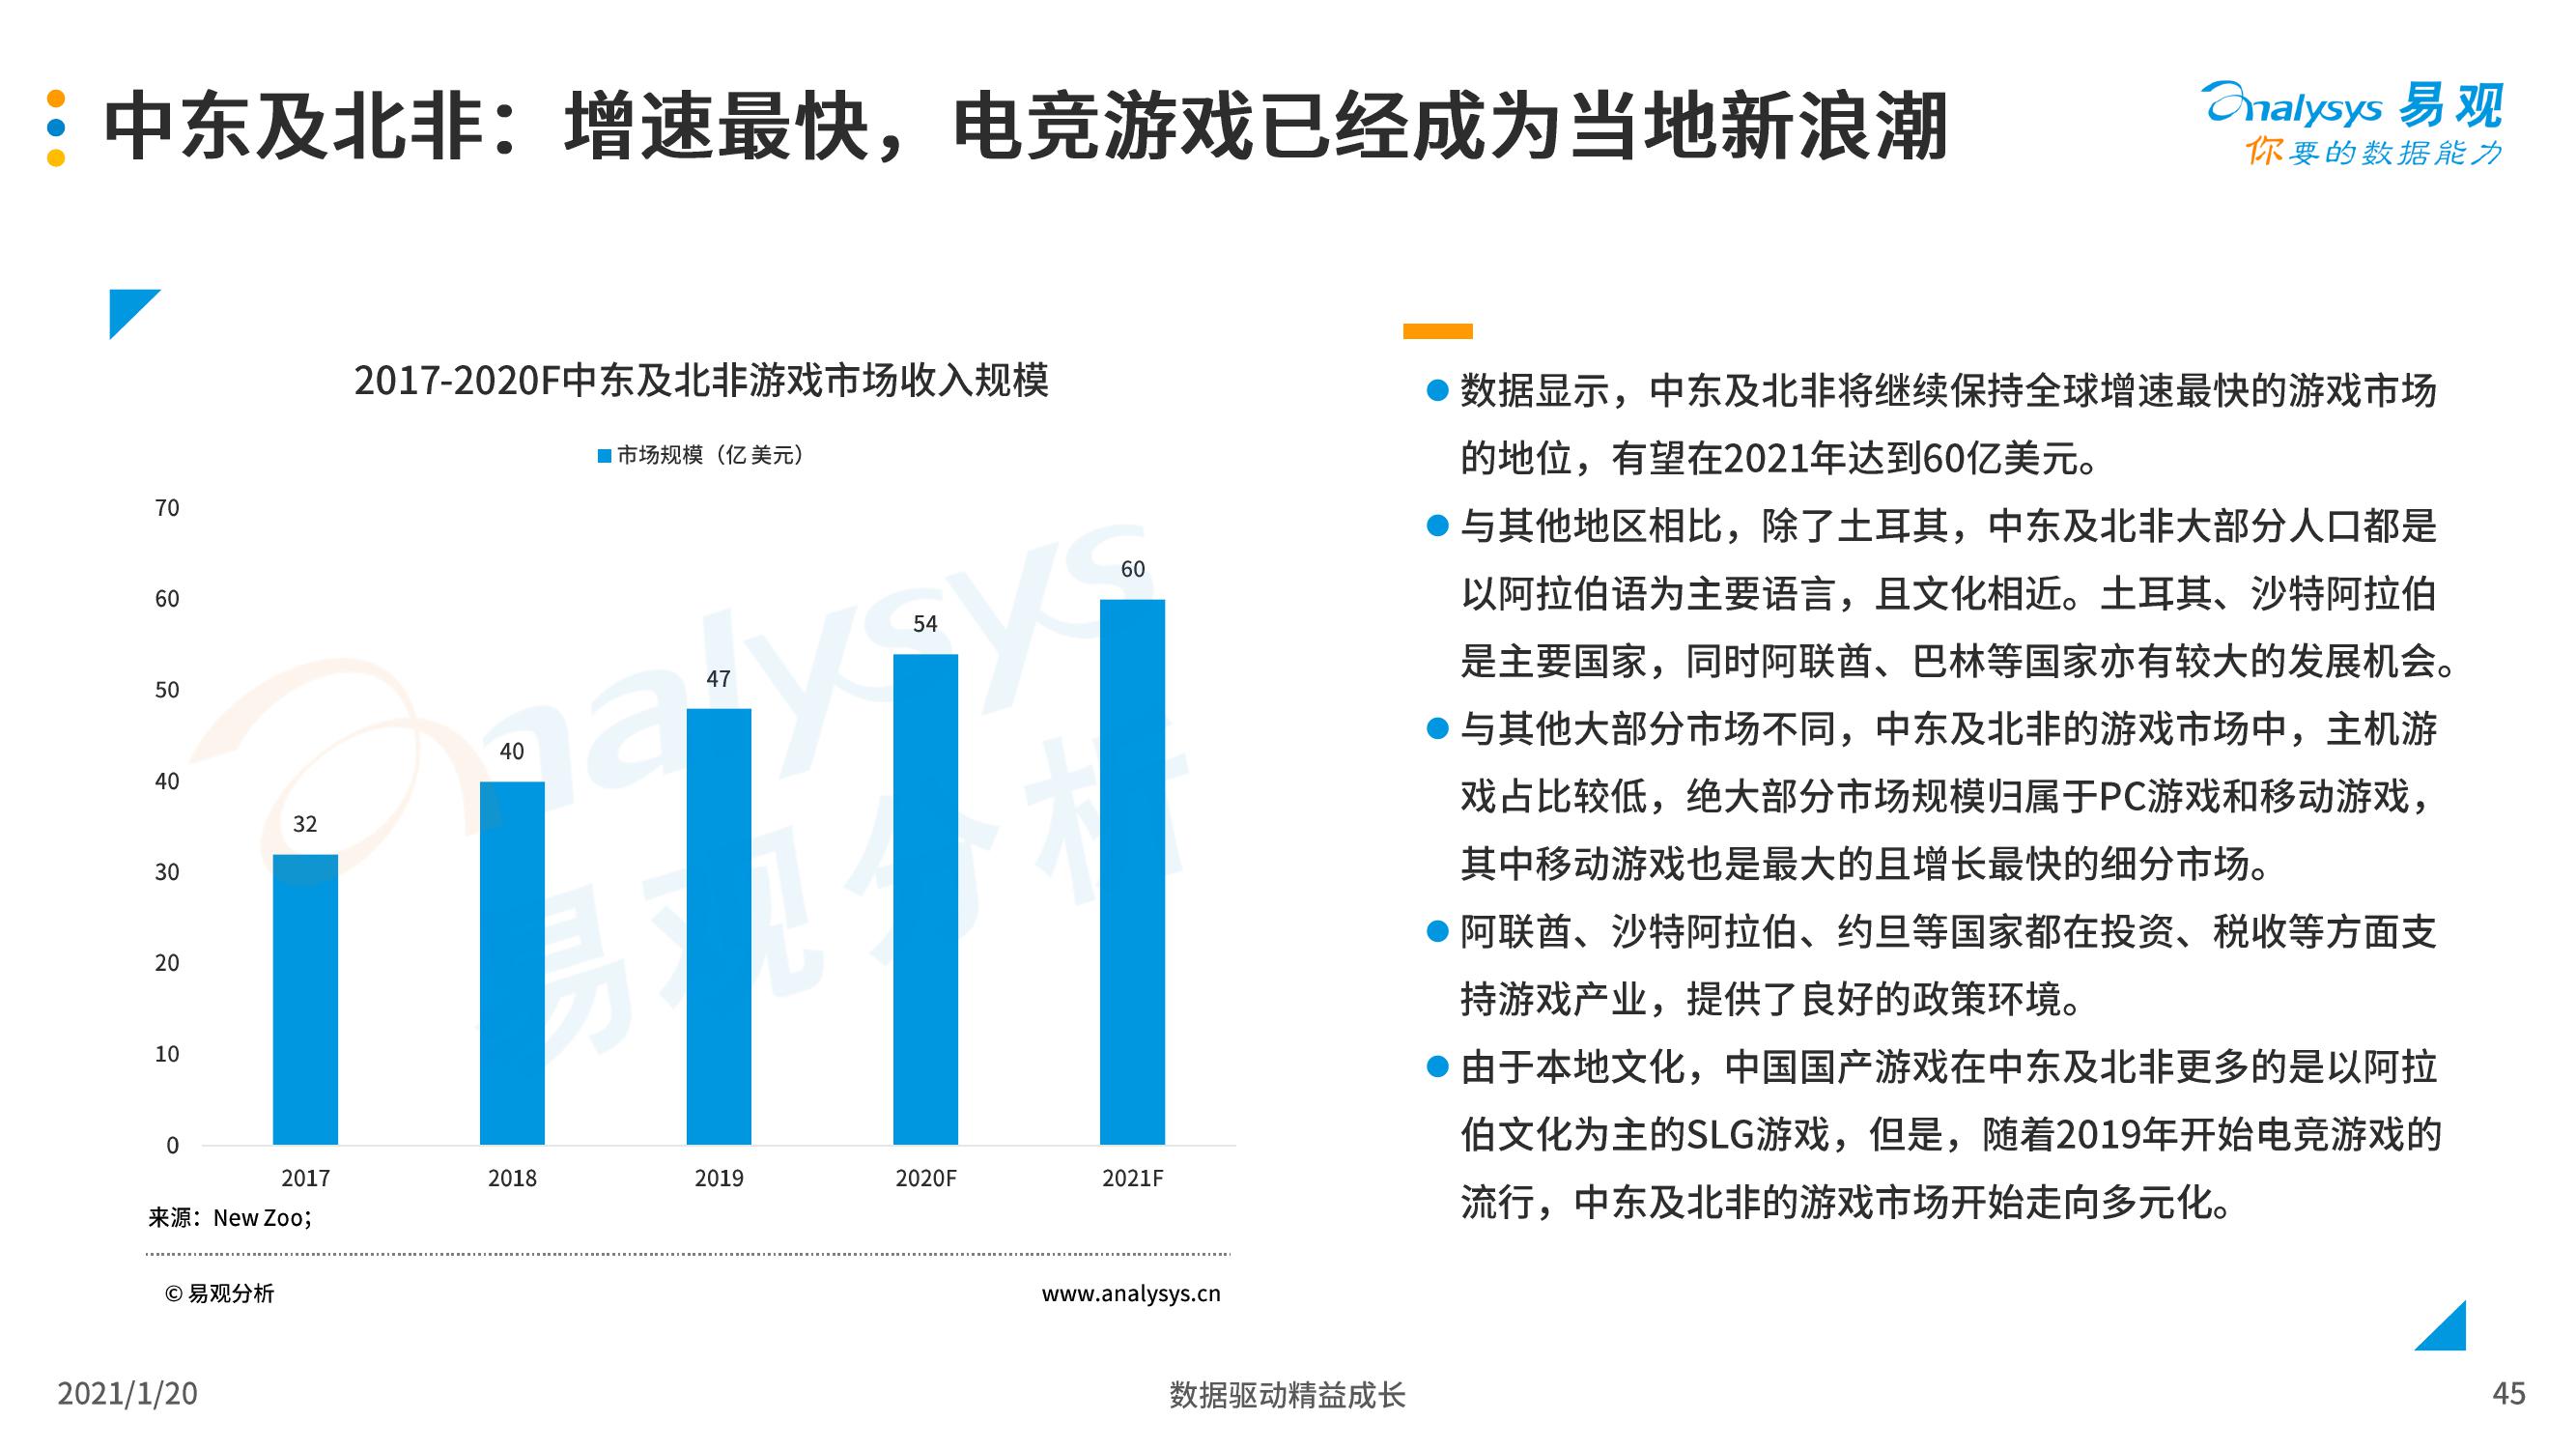 中东及北非：增速最快，电竞游戏已经成为当地新浪潮
analysys 易观
你要的数据能力
2017-2020F中东及北非游戏市场收入规模
市场规模（亿美元）
70
60
50
40
30
20
10
0
32
40
47
54
60
2017
2018
2019
2020F
2021F
analysys
易观分析
来源：New Zoo；
© 易观分析
www.analysys.cn
数据显示，中东及北非将继续保持全球增速最快的游戏市场
的地位，有望在2021年达到60亿美元。
与其他地区相比，除了土耳其，中东及北非大部分人口都是
以阿拉伯语为主要语言，且文化相近。土耳其、沙特阿拉伯
是主要国家，同时阿联酋、巴林等国家亦有较大的发展机会。
与其他大部分市场不同，中东及北非的游戏市场中，主机游
戏占比较低，绝大部分市场规模归属于PC游戏和移动游戏，
其中移动游戏也是最大的且增长最快的细分市场。
阿联酋、沙特阿拉伯、约旦等国家都在投资、税收等方面支
持游戏产业，提供了良好的政策环境。
由于本地文化，中国国产游戏在中东及北非更多的是以阿拉
伯文化为主的SLG游戏，但是，随着2019年开始电竞游戏的
流行，中东及北非的游戏市场开始走向多元化。
2021/1/20
数据驱动精益成长
45